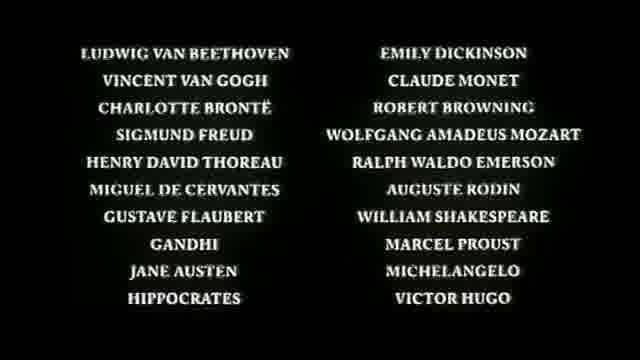 LUDWIG VAN BEETHOVEN
VINCENT VAN GOGH
CHARLOTTE BRONTË
SIGMUND FREUD
HENRY DAVID THOREAU
MIGUEL DE CERVANTES
GUSTAVE FLAUBERT
GANDHI
JANE AUSTEN
HIPPOCRATES
EMILY DICKINSON
CLAUDE MONET
ROBERT BROWNING
WOLFGANG AMADEUS MOZART
RALPH WALDO EMERSON
AUGUSTE RODIN
WILLIAM SHAKESPEARE
MARCEL PROUST
MICHELANGELO
VICTOR HUGO